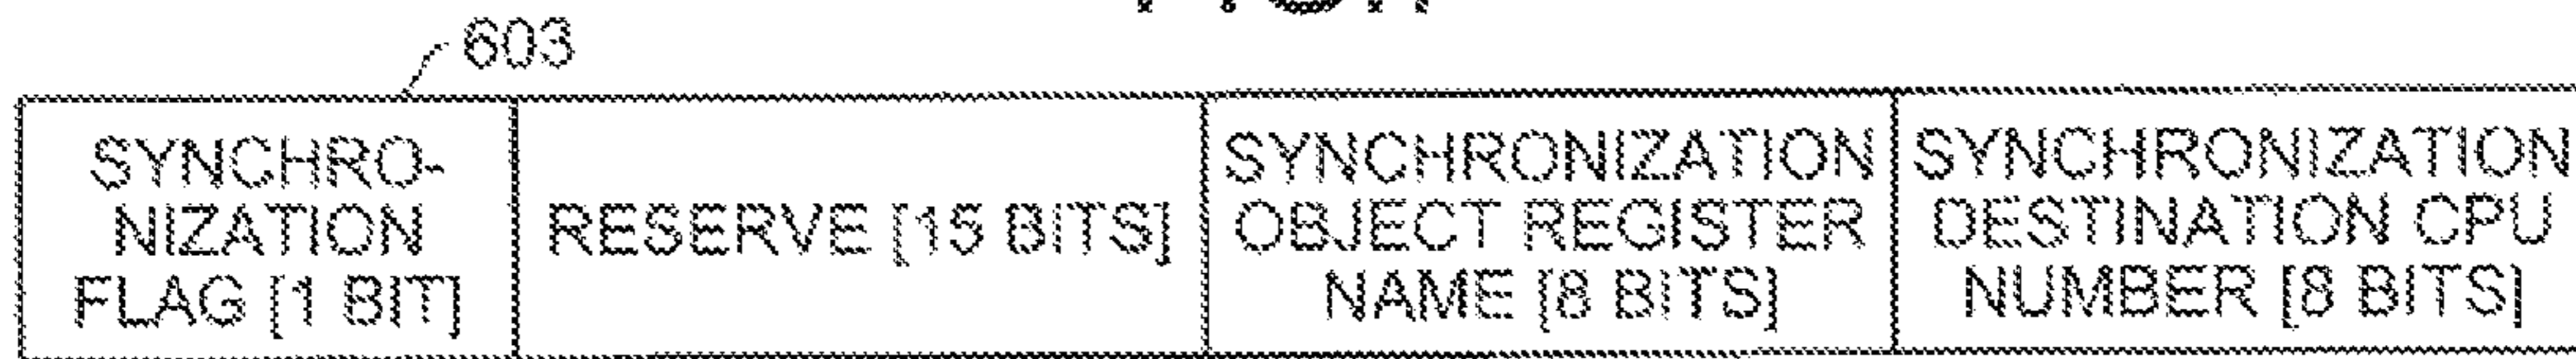 603
SYNCHRO-
NIZATION
FLAG [1 BIT]
RESERVE [15 BITS]
SYNCHRONIZATION
OBJECT REGISTER
NAME [8 BITS]
SYNCHRONIZATION
DESTINATION CPU
NUMBER [8 BITS]